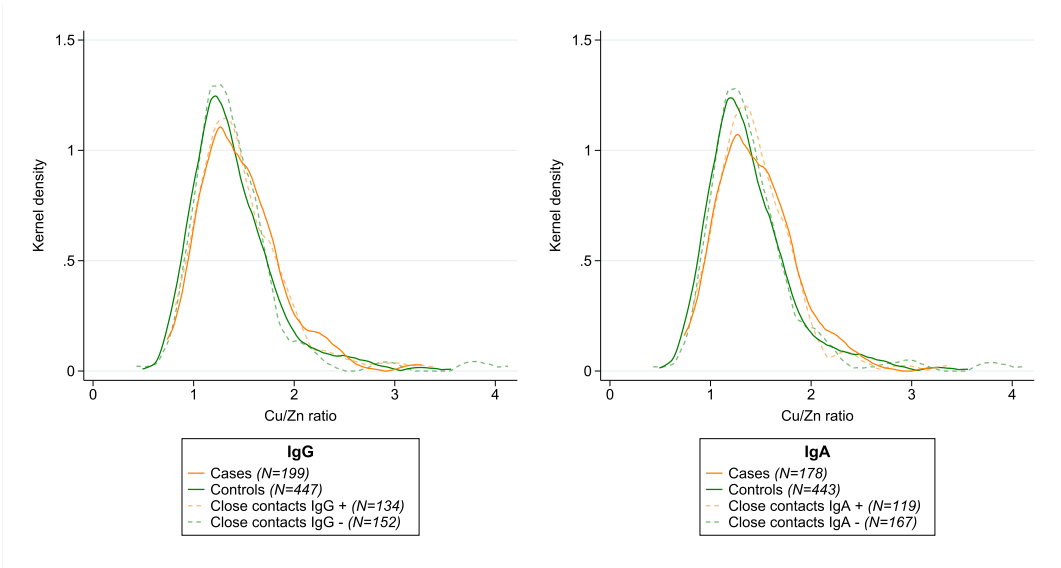 1.5
1
.5
0
Kernel density
0 1 2 3 4
Cu/Zn ratio
IgG
Cases (N=199)
Controls (N=447)
Close contacts IgG + (N=134)
Close contacts IgG - (N=152)
1.5
1
.5
0
Kernel density
0 1 2 3 4
Cu/Zn ratio
IgA
Cases (N=178)
Controls (N=443)
Close contacts IgA + (N=119)
Close contacts IgA - (N=167)